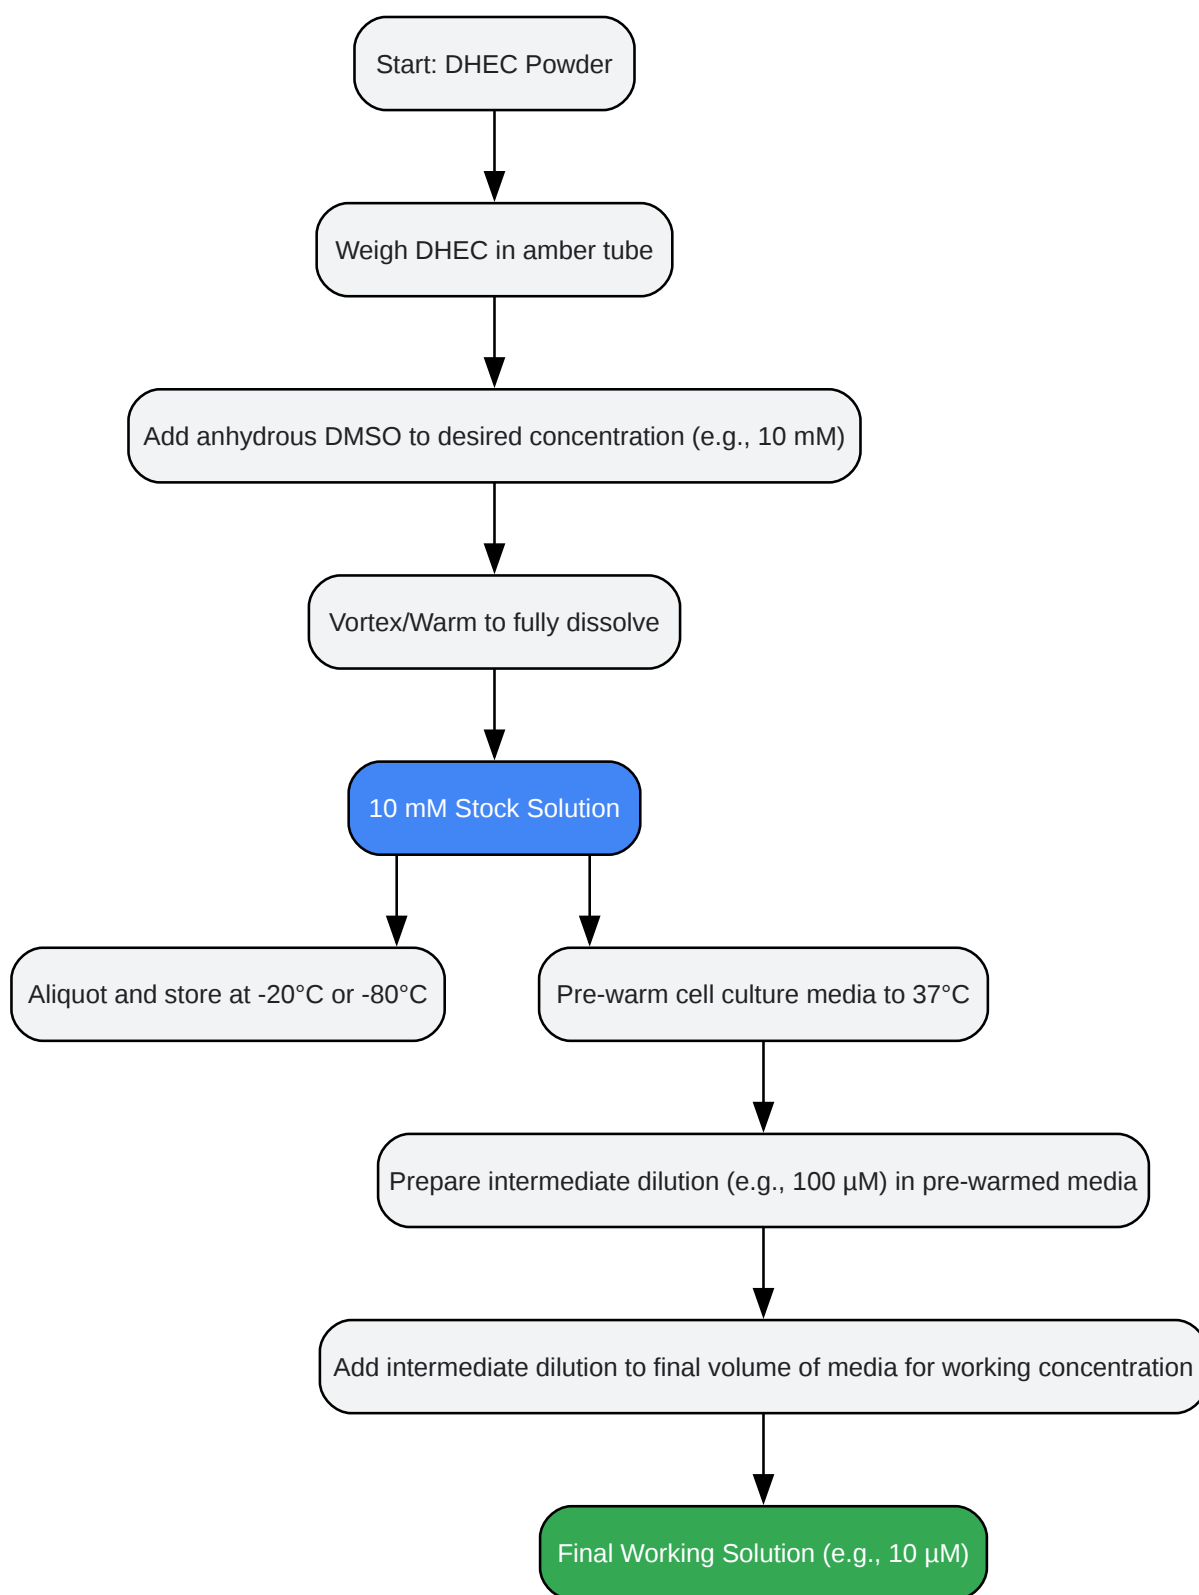 Start: DHEC Powder
Weigh DHEC in amber tube
Add anhydrous DMSO to desired concentration (e.g., 10 mM)
Vortex/Warm to fully dissolve
10 mM Stock Solution
Aliquot and store at -20°C or -80°C
Pre-warm cell culture media to 37°C
Prepare intermediate dilution (e.g., 100 µM) in pre-warmed media
Add intermediate dilution to final volume of media for working concentration
Final Working Solution (e.g., 10 µM)